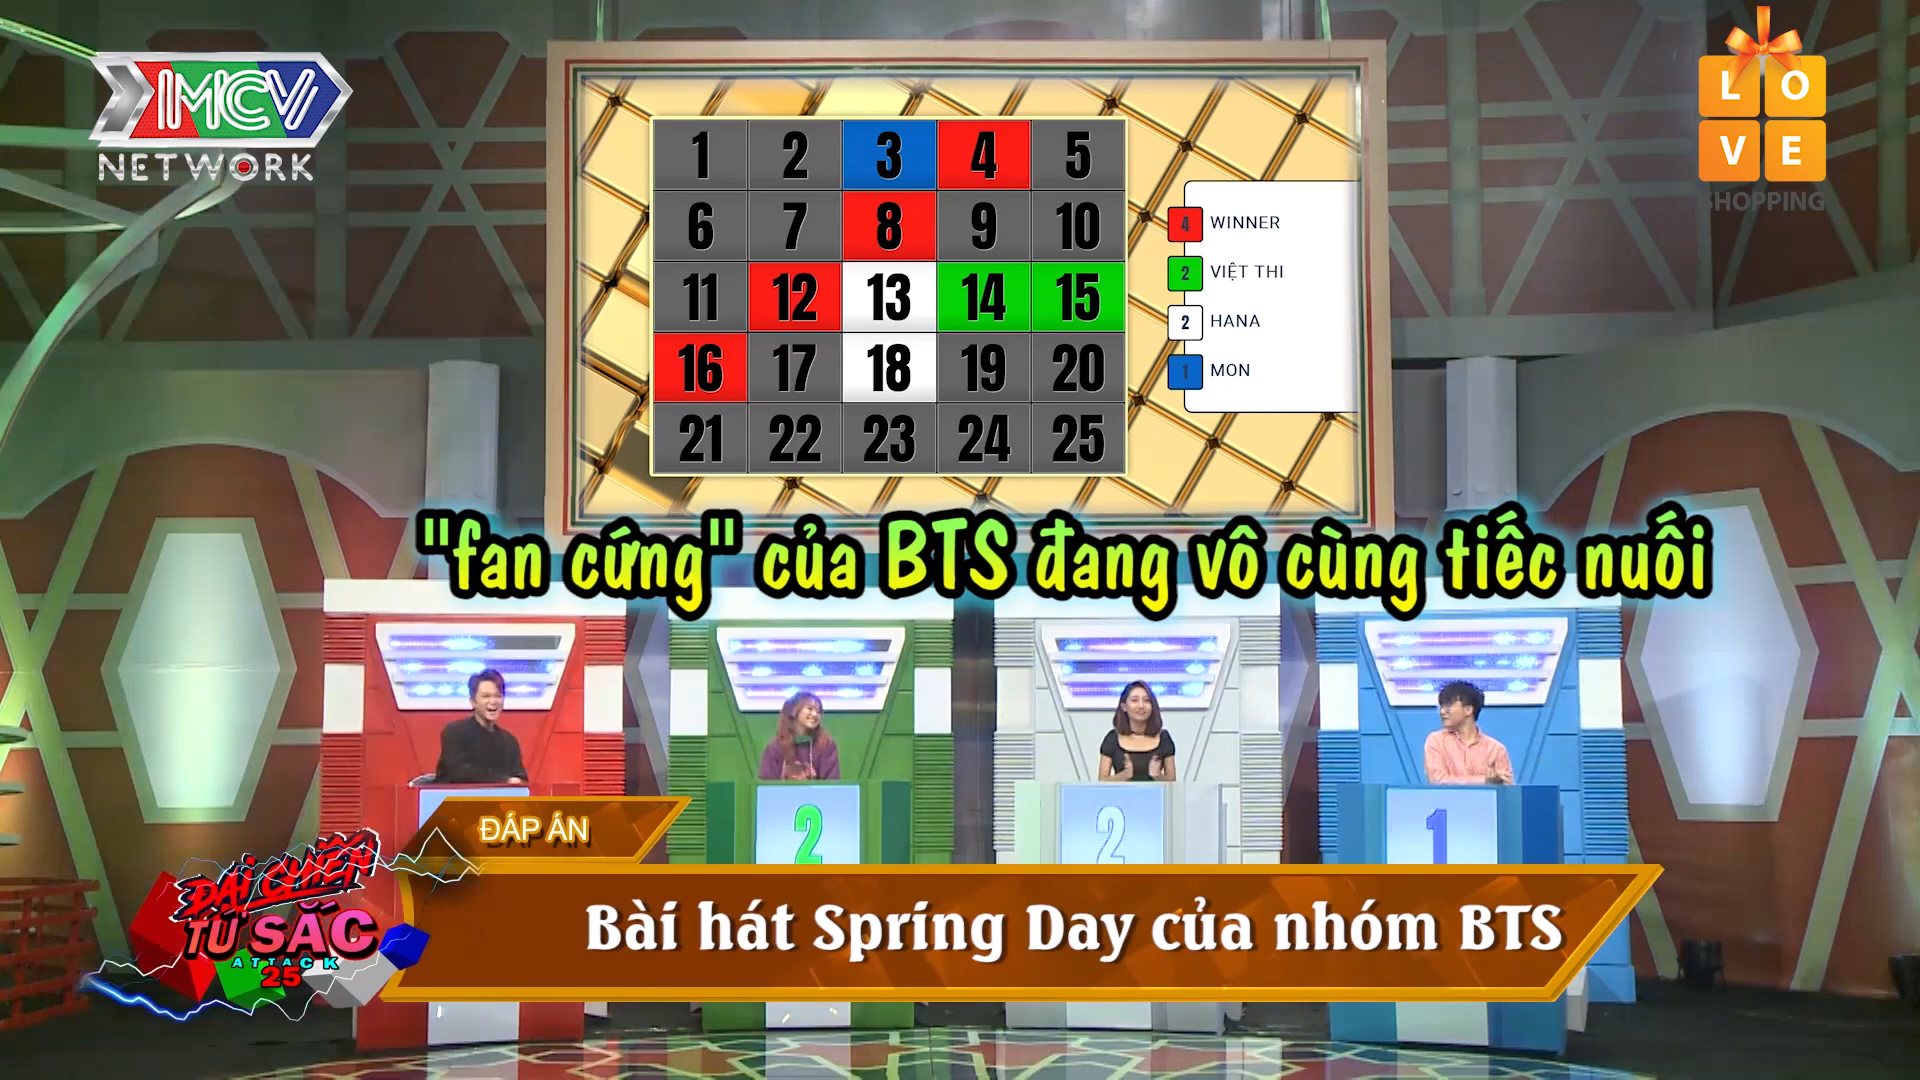 MCV
NETWORK
L O
V E
SHOPPING
1 2 3 4 5
6 7 8 9 10
11 12 13 14 15
16 17 18 19 20
21 22 23 24 25
4 WINNER
2 VIỆT THI
2 HANA
1 MON
"fan cứng" của BTS đang vô cùng tiếc nuối
2 2 1
ĐÁP ÁN
Bài hát Spring Day của nhóm BTS
ĐẠI CHIẾN
TỨ SẮC
ATTACK
25